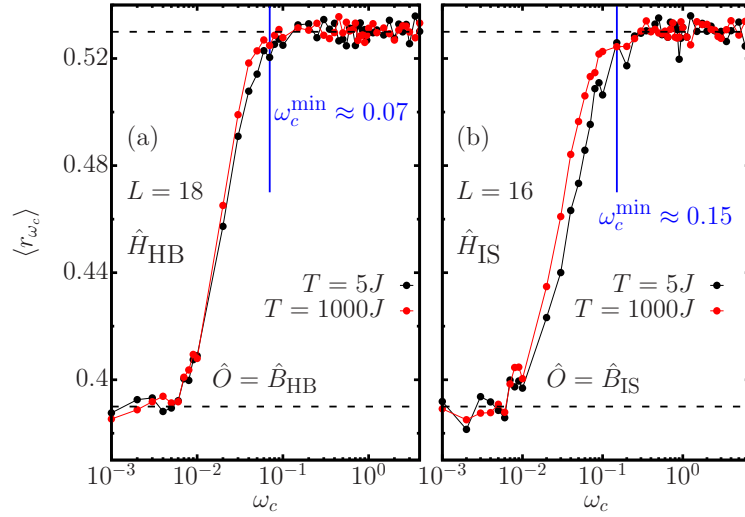 0.52
0.48
0.44
0.4
⟨r_{ω_c}⟩
(a)
L = 18
Ĥ_HB
ω_c^min ≈ 0.07
T = 5J
T = 1000J
Ô = B̂_HB
10^−3 10^−2 10^−1 10^0
ω_c
(b)
L = 16
Ĥ_IS
ω_c^min ≈ 0.15
T = 5J
T = 1000J
Ô = B̂_IS
10^−3 10^−2 10^−1 10^0
ω_c